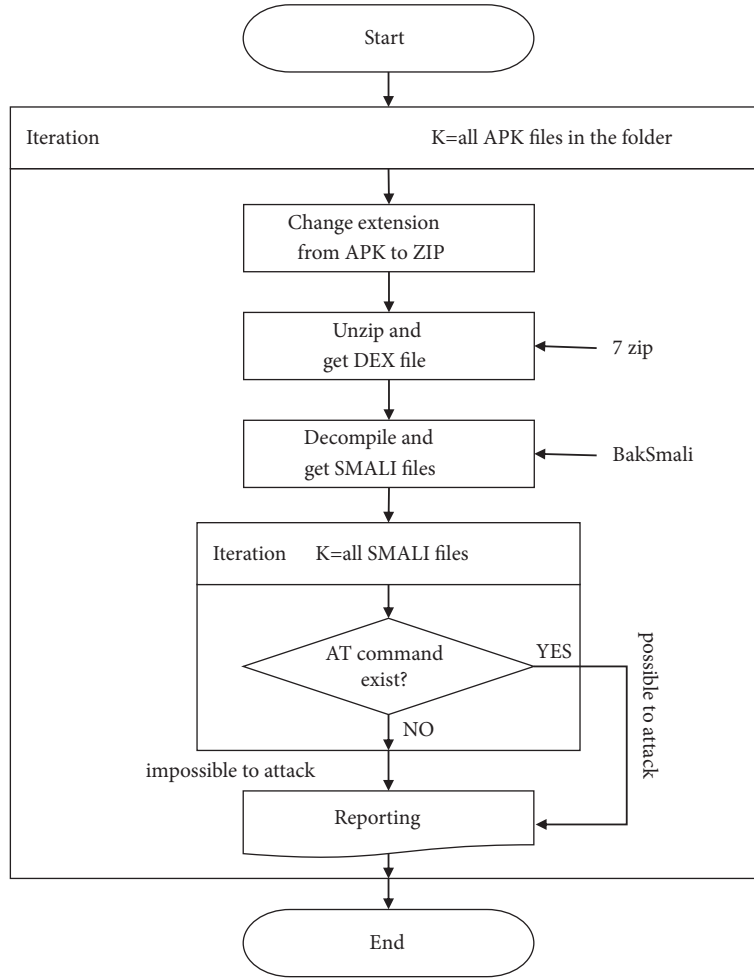 Start
Iteration K=all APK files in the folder
Change extension
from APK to ZIP
Unzip and
get DEX file
7 zip
Decompile and
get SMALI files
BakSmali
Iteration K=all SMALI files
AT command
exist?
YES
possible to attack
NO
impossible to attack
Reporting
End